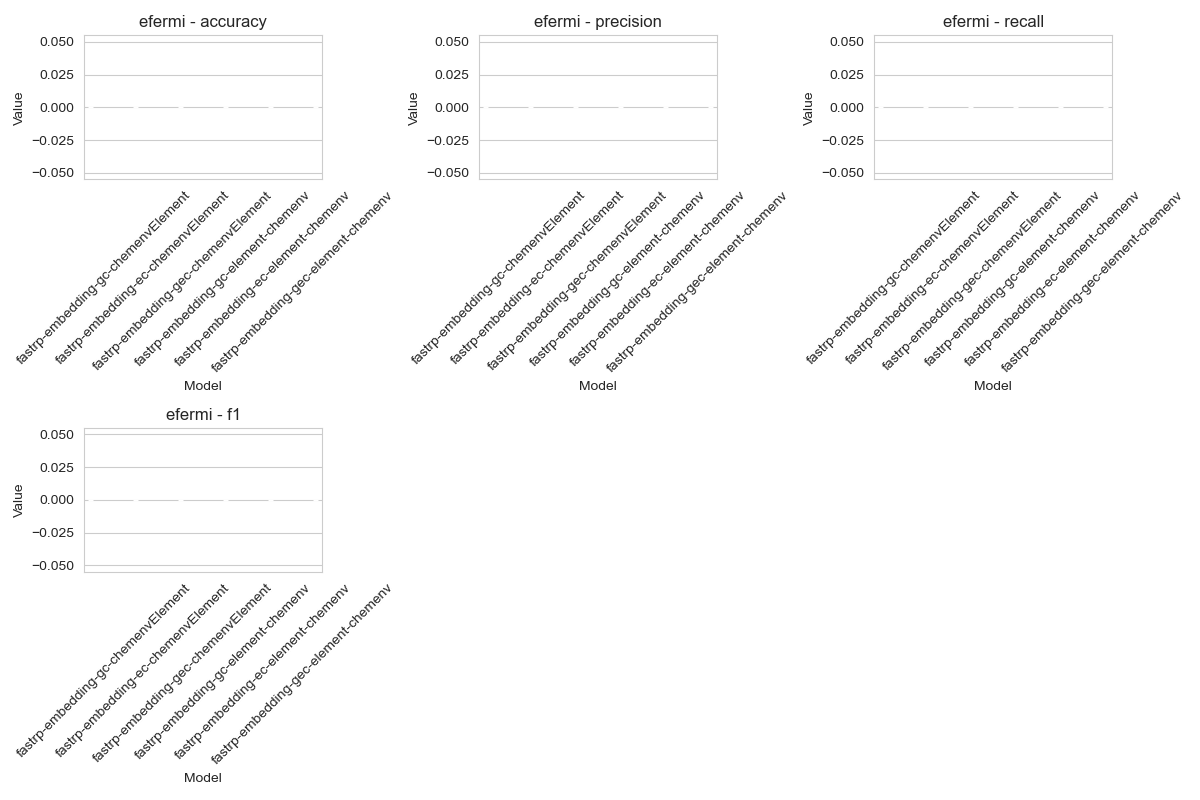 efermi - accuracy
0.050
0.025
0.000
−0.025
−0.050
Value
fastrp-embedding-gc-chemenvElement
fastrp-embedding-ec-chemenvElement
fastrp-embedding-gec-chemenvElement
fastrp-embedding-gc-element-chemenv
fastrp-embedding-ec-element-chemenv
fastrp-embedding-gec-element-chemenv
Model
efermi - precision
0.050
0.025
0.000
−0.025
−0.050
Value
fastrp-embedding-gc-chemenvElement
fastrp-embedding-ec-chemenvElement
fastrp-embedding-gec-chemenvElement
fastrp-embedding-gc-element-chemenv
fastrp-embedding-ec-element-chemenv
fastrp-embedding-gec-element-chemenv
Model
efermi - recall
0.050
0.025
0.000
−0.025
−0.050
Value
fastrp-embedding-gc-chemenvElement
fastrp-embedding-ec-chemenvElement
fastrp-embedding-gec-chemenvElement
fastrp-embedding-gc-element-chemenv
fastrp-embedding-ec-element-chemenv
fastrp-embedding-gec-element-chemenv
Model
efermi - f1
0.050
0.025
0.000
−0.025
−0.050
Value
fastrp-embedding-gc-chemenvElement
fastrp-embedding-ec-chemenvElement
fastrp-embedding-gec-chemenvElement
fastrp-embedding-gc-element-chemenv
fastrp-embedding-ec-element-chemenv
fastrp-embedding-gec-element-chemenv
Model